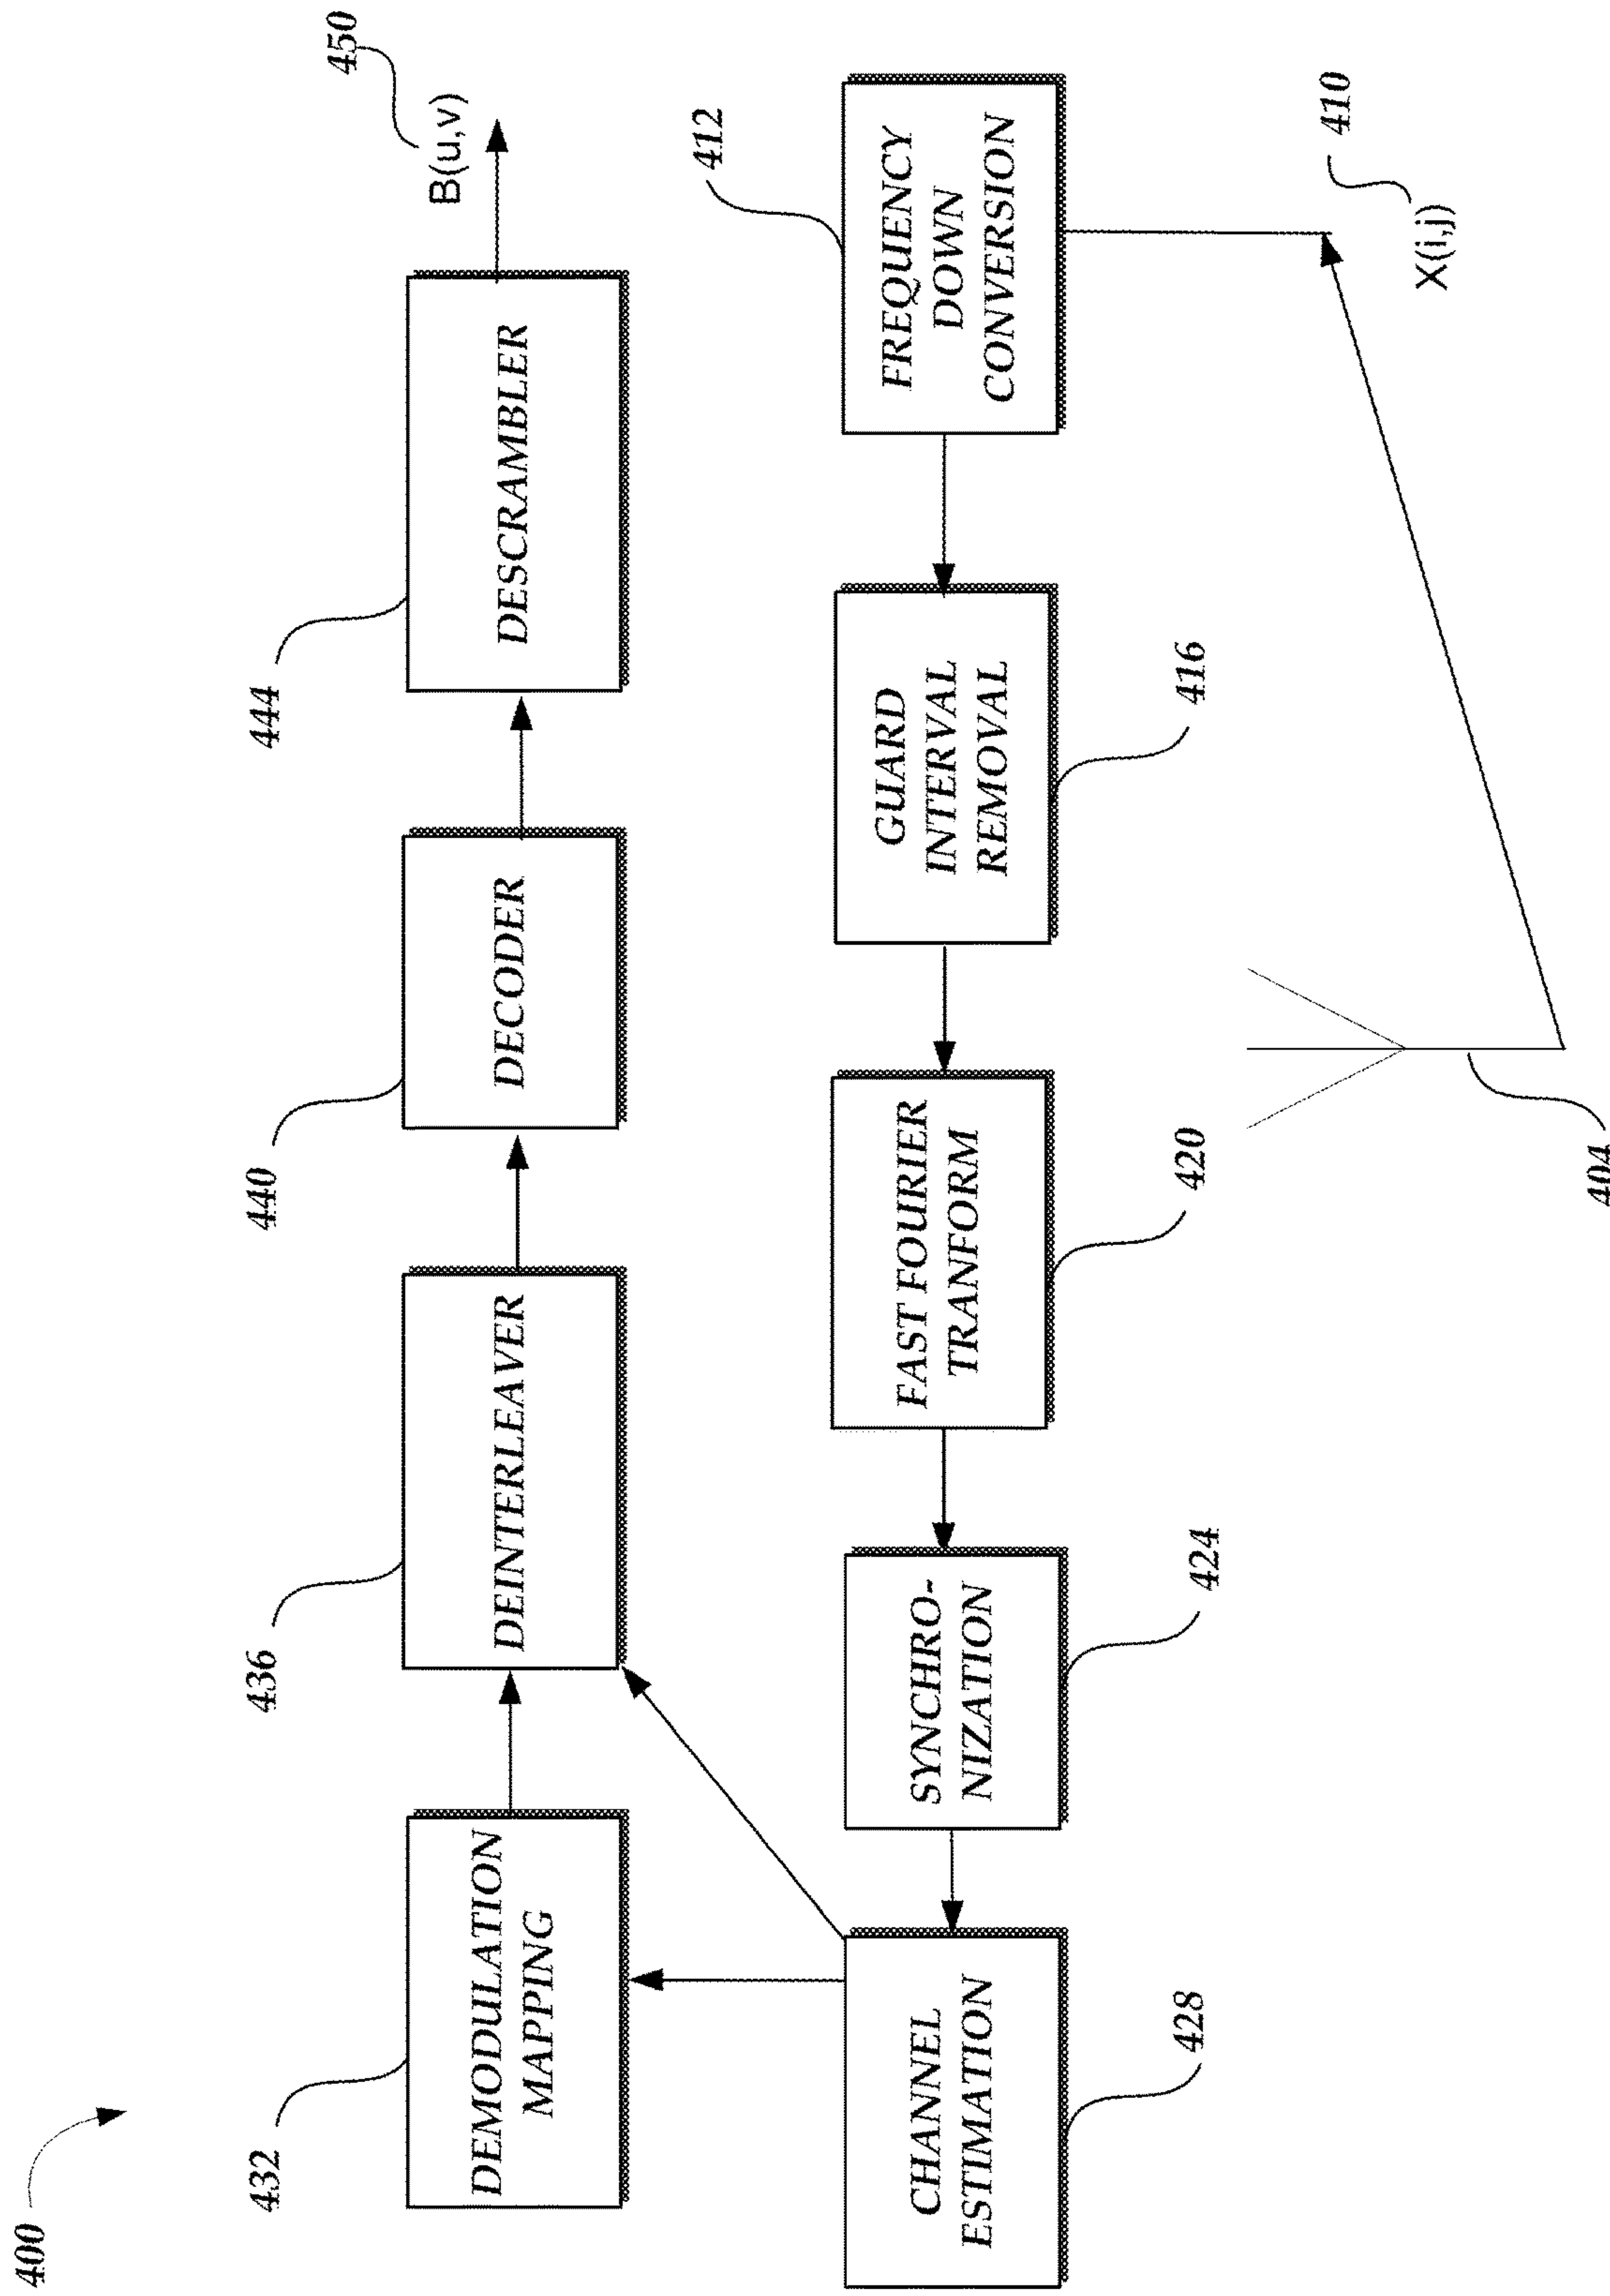 400
432
DEMODULATION
MAPPING
436
DEINTERLEAVER
440
DECODER
444
DESCRAMBLER
450
B(u,v)
CHANNEL
ESTIMATION
428
SYNCHRO-
NIZATION
424
FAST FOURIER
TRANFORM
420
GUARD
INTERVAL
REMOVAL
416
412
FREQUENCY
DOWN
CONVERSION
404
410
X(i,j)